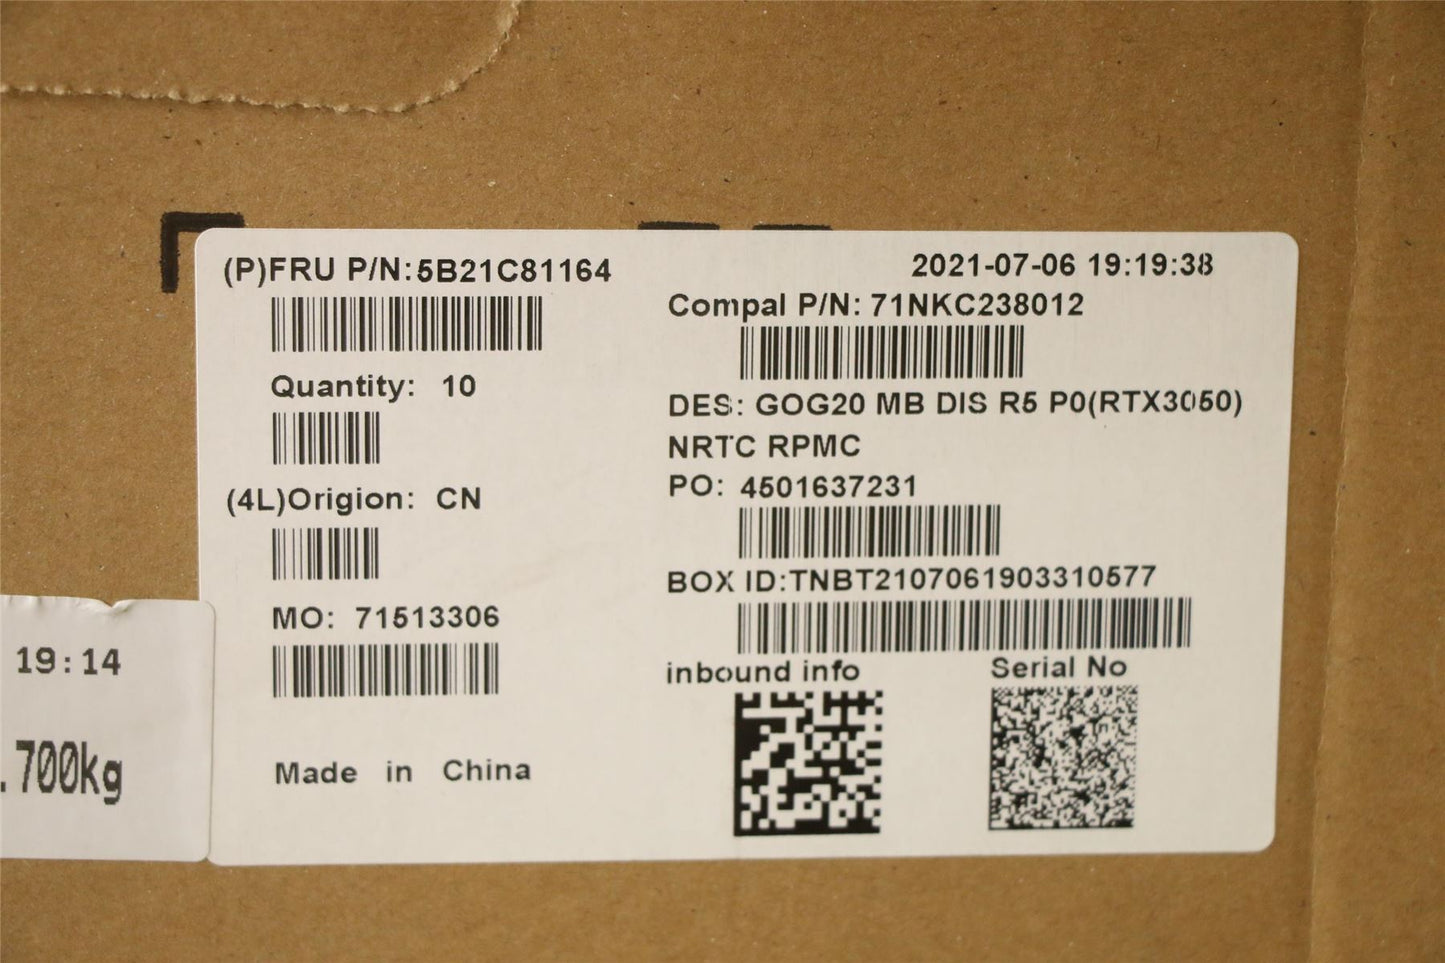 (P)FRU P/N:5B21C81164
Quantity: 10
(4L)Origion: CN
MO: 71513306
Made in China
2021-07-06 19:19:38
Compal P/N: 71NKC238012
DES: GOG20 MB DIS R5 P0(RTX3050)
NRTC RPMC
PO: 4501637231
BOX ID:TNBT2107061903310577
inbound info
Serial No
19:14
.700kg